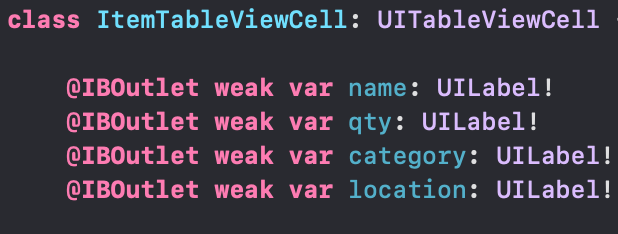 class ItemTableViewCell: UITableViewCell {
@IBOutlet weak var name: UILabel!
@IBOutlet weak var qty: UILabel!
@IBOutlet weak var category: UILabel!
@IBOutlet weak var location: UILabel!